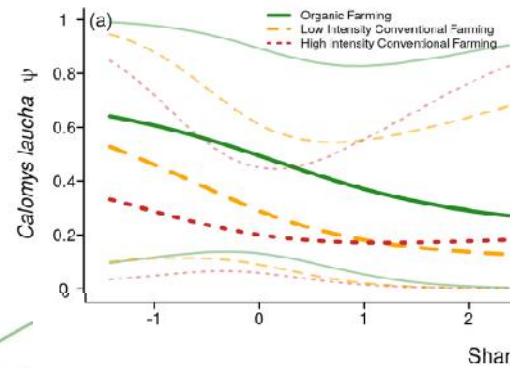 (a)
Organic Farming
Low Intensity Conventional Farming
High Intensity Conventional Farming
Calomys laucha Ψ
1
0.8
0.6
0.4
0.2
0
-1 0 1 2